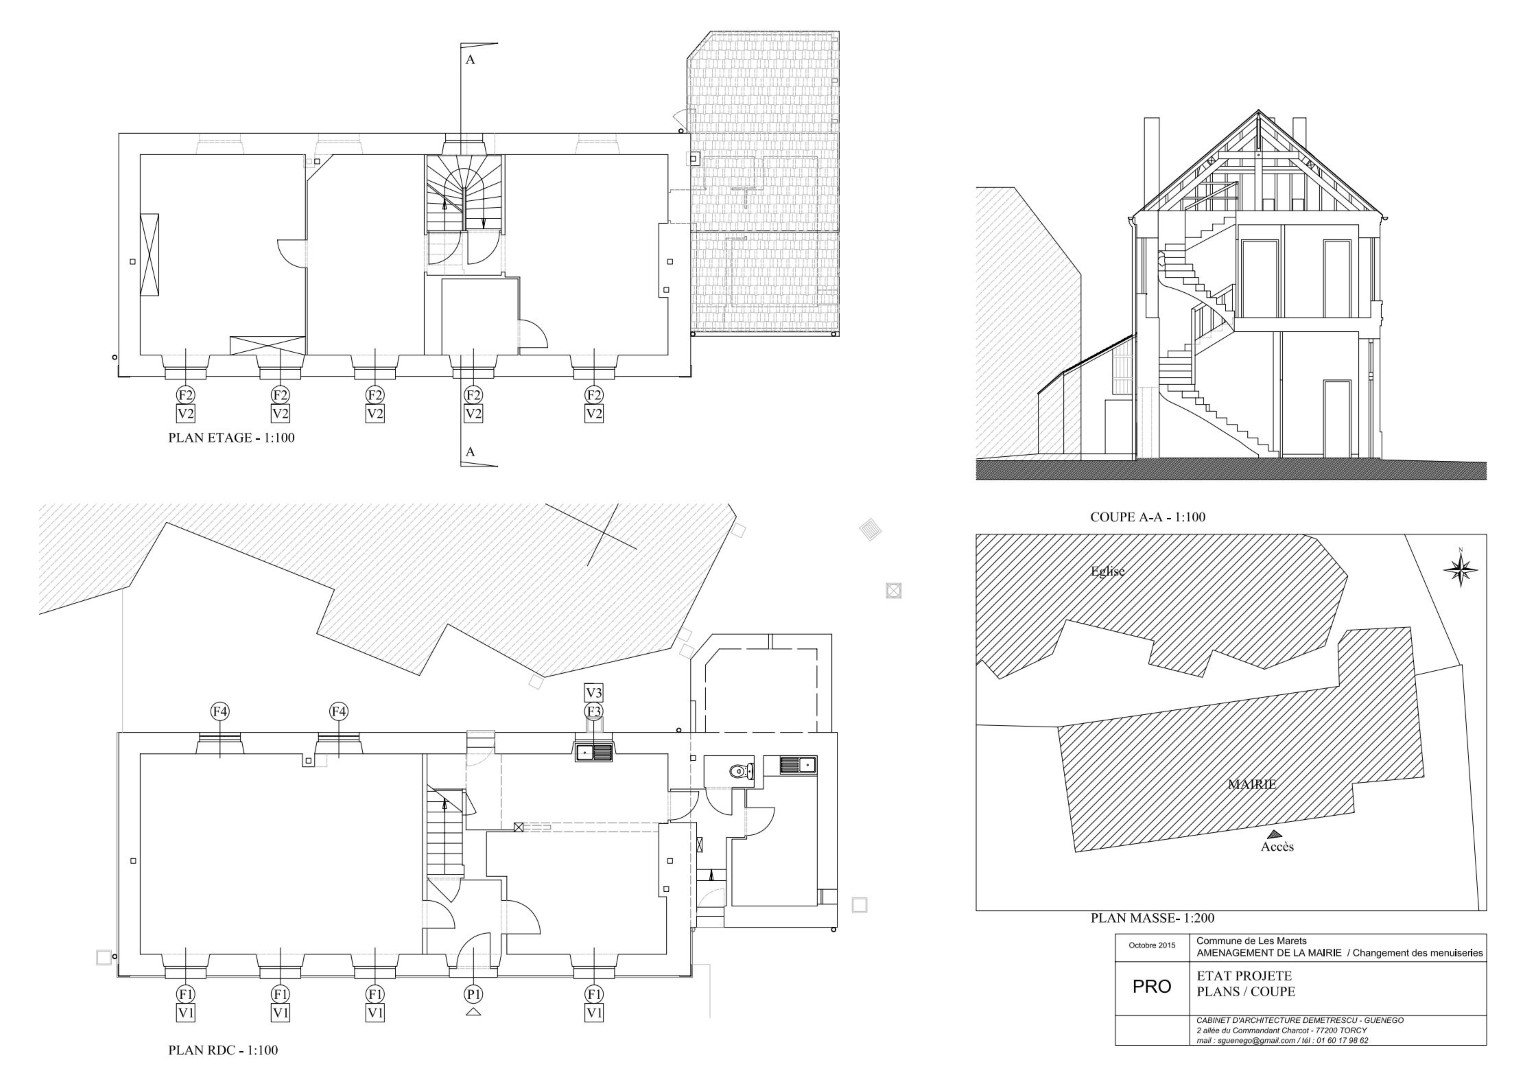 A
F2 F2 F2 F2 F2
V2 V2 V2 V2 V2
PLAN ETAGE - 1:100
A
COUPE A-A - 1:100
V3
F4 F4 F3
F1 F1 F1 P1 F1
V1 V1 V1 V1
PLAN RDC - 1:100
N
Eglise
MAIRIE
Accès
PLAN MASSE- 1:200
Octobre 2015
Commune de Les Marets
AMENAGEMENT DE LA MAIRIE / Changement des menuiseries
PRO
ETAT PROJETE
PLANS / COUPE
CABINET D'ARCHITECTURE DEMETRESCU - GUENEGO
2 allée du Commandant Charcot - 77200 TORCY
mail : sguenego@gmail.com / tél : 01 60 17 98 62